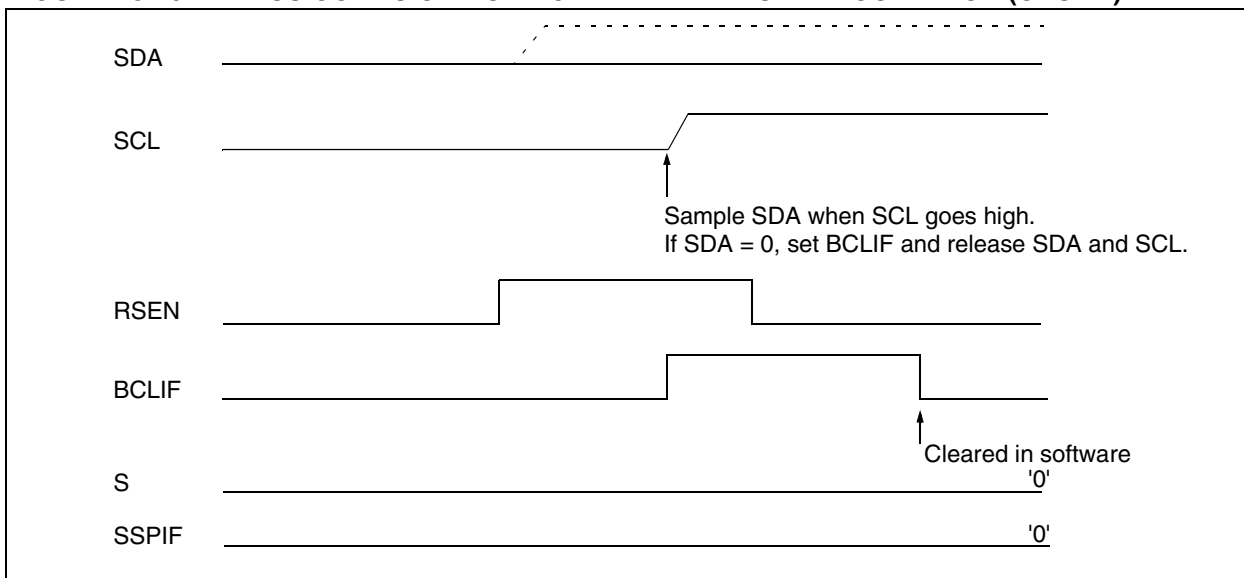 SDA
SCL
Sample SDA when SCL goes high.
If SDA = 0, set BCLIF and release SDA and SCL.
RSEN
BCLIF
Cleared in software
S
'0'
SSPIF
'0'